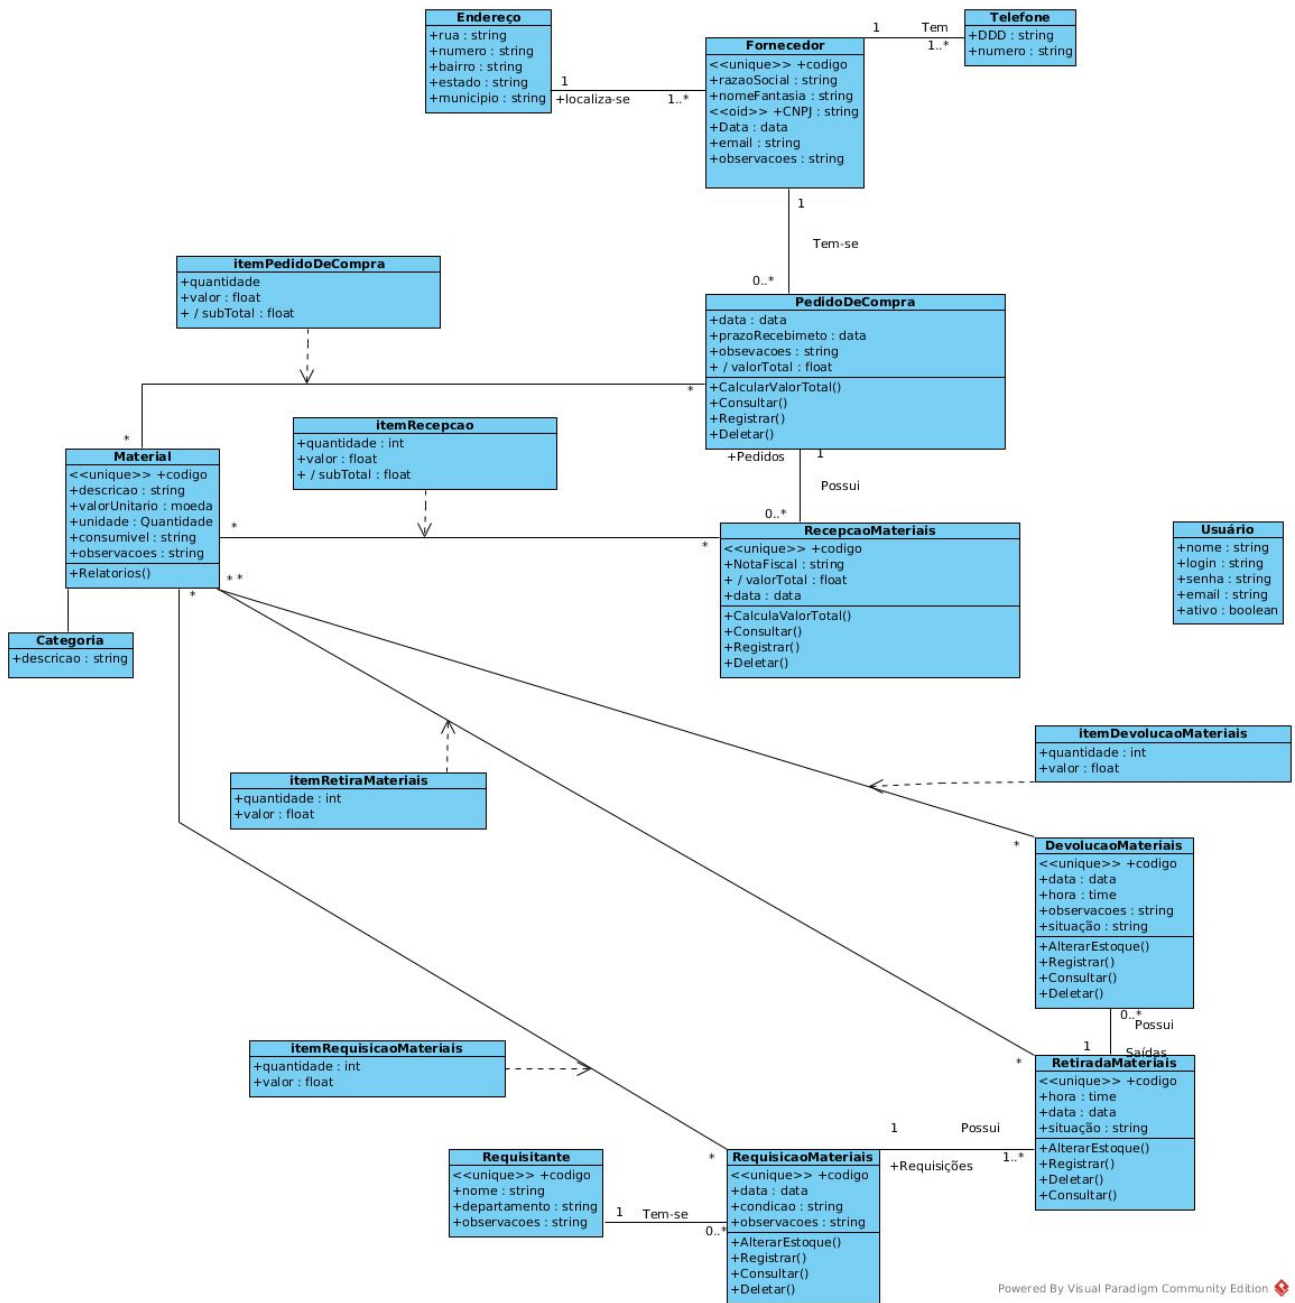 Endereço
+rua : string
+numero : string
+bairro : string
+estado : string
+municipio : string
1
+localiza-se
1..*
Fornecedor
<<unique>> +codigo
+razaoSocial : string
+nomeFantasia : string
<<oid>> +CNPJ : string
+Data : data
+email : string
+observacoes : string
1
Tem
1..*
Telefone
+DDD : string
+numero : string
1
Tem-se
0..*
itemPedidoDeCompra
+quantidade
+valor : float
+ / subTotal : float
PedidoDeCompra
+data : data
+prazoRecebimeto : data
+obsevacoes : string
+ / valorTotal : float
+CalcularValorTotal()
+Consultar()
+Registrar()
+Deletar()
*
*
itemRecepcao
+quantidade : int
+valor : float
+ / subTotal : float
+Pedidos
1
Possui
0..*
Material
<<unique>> +codigo
+descricao : string
+valorUnitario : moeda
+unidade : Quantidade
+consumivel : string
+observacoes : string
+Relatorios()
*
*
* *
*
RecepcaoMateriais
<<unique>> +codigo
+NotaFiscal : string
+ / valorTotal : float
+data : data
+CalculaValorTotal()
+Consultar()
+Registrar()
+Deletar()
Usuário
+nome : string
+login : string
+senha : string
+email : string
+ativo : boolean
Categoria
+descricao : string
itemRetiraMateriais
+quantidade : int
+valor : float
itemDevolucaoMateriais
+quantidade : int
+valor : float
*
DevolucaoMateriais
<<unique>> +codigo
+data : data
+hora : time
+observacoes : string
+situação : string
+AlterarEstoque()
+Registrar()
+Consultar()
+Deletar()
0..*
Possui
1
Saídas
*
RetiradaMateriais
<<unique>> +codigo
+hora : time
+data : data
+situação : string
+AlterarEstoque()
+Registrar()
+Deletar()
+Consultar()
itemRequisicaoMateriais
+quantidade : int
+valor : float
1
Possui
+Requisições
1..*
Requisitante
<<unique>> +codigo
+nome : string
+departamento : string
+observacoes : string
1
Tem-se
0..*
*
RequisicaoMateriais
<<unique>> +codigo
+data : data
+condicao : string
+observacoes : string
+AlterarEstoque()
+Registrar()
+Consultar()
+Deletar()
Powered By Visual Paradigm Community Edition